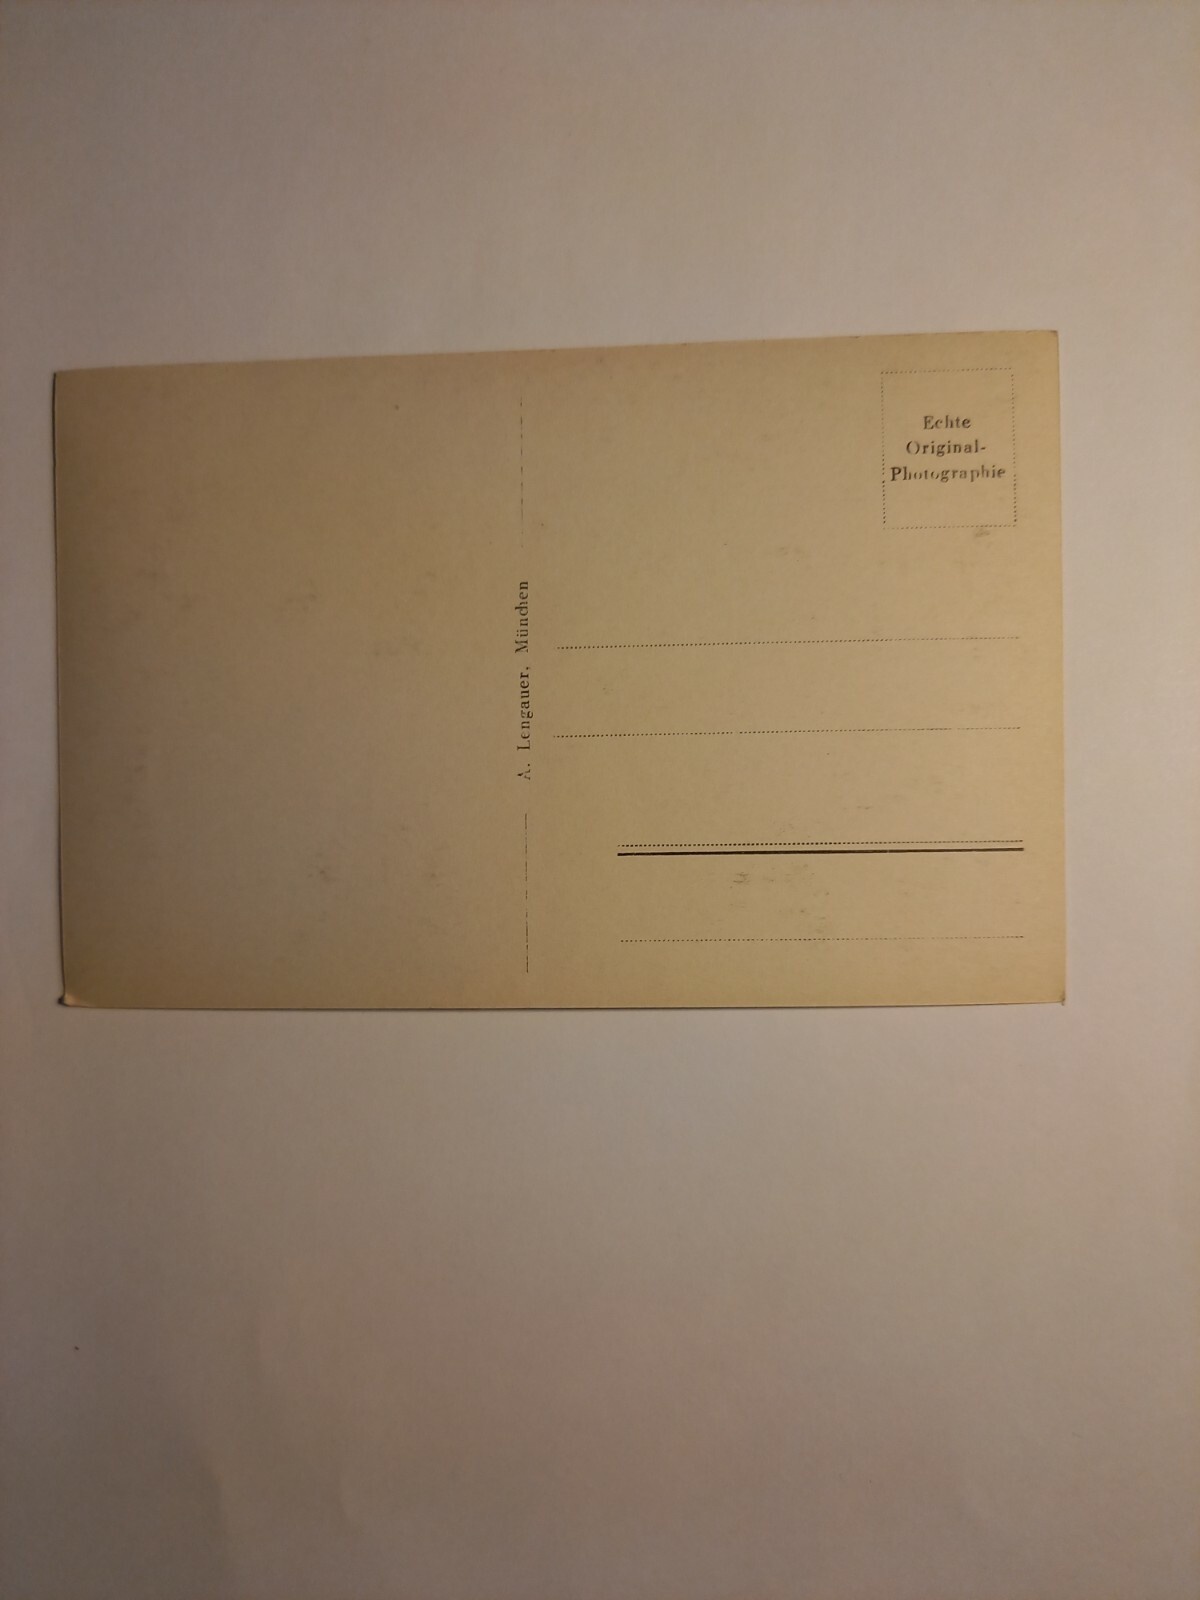 Echte
Original-
Photographie
A. Lengauer, München